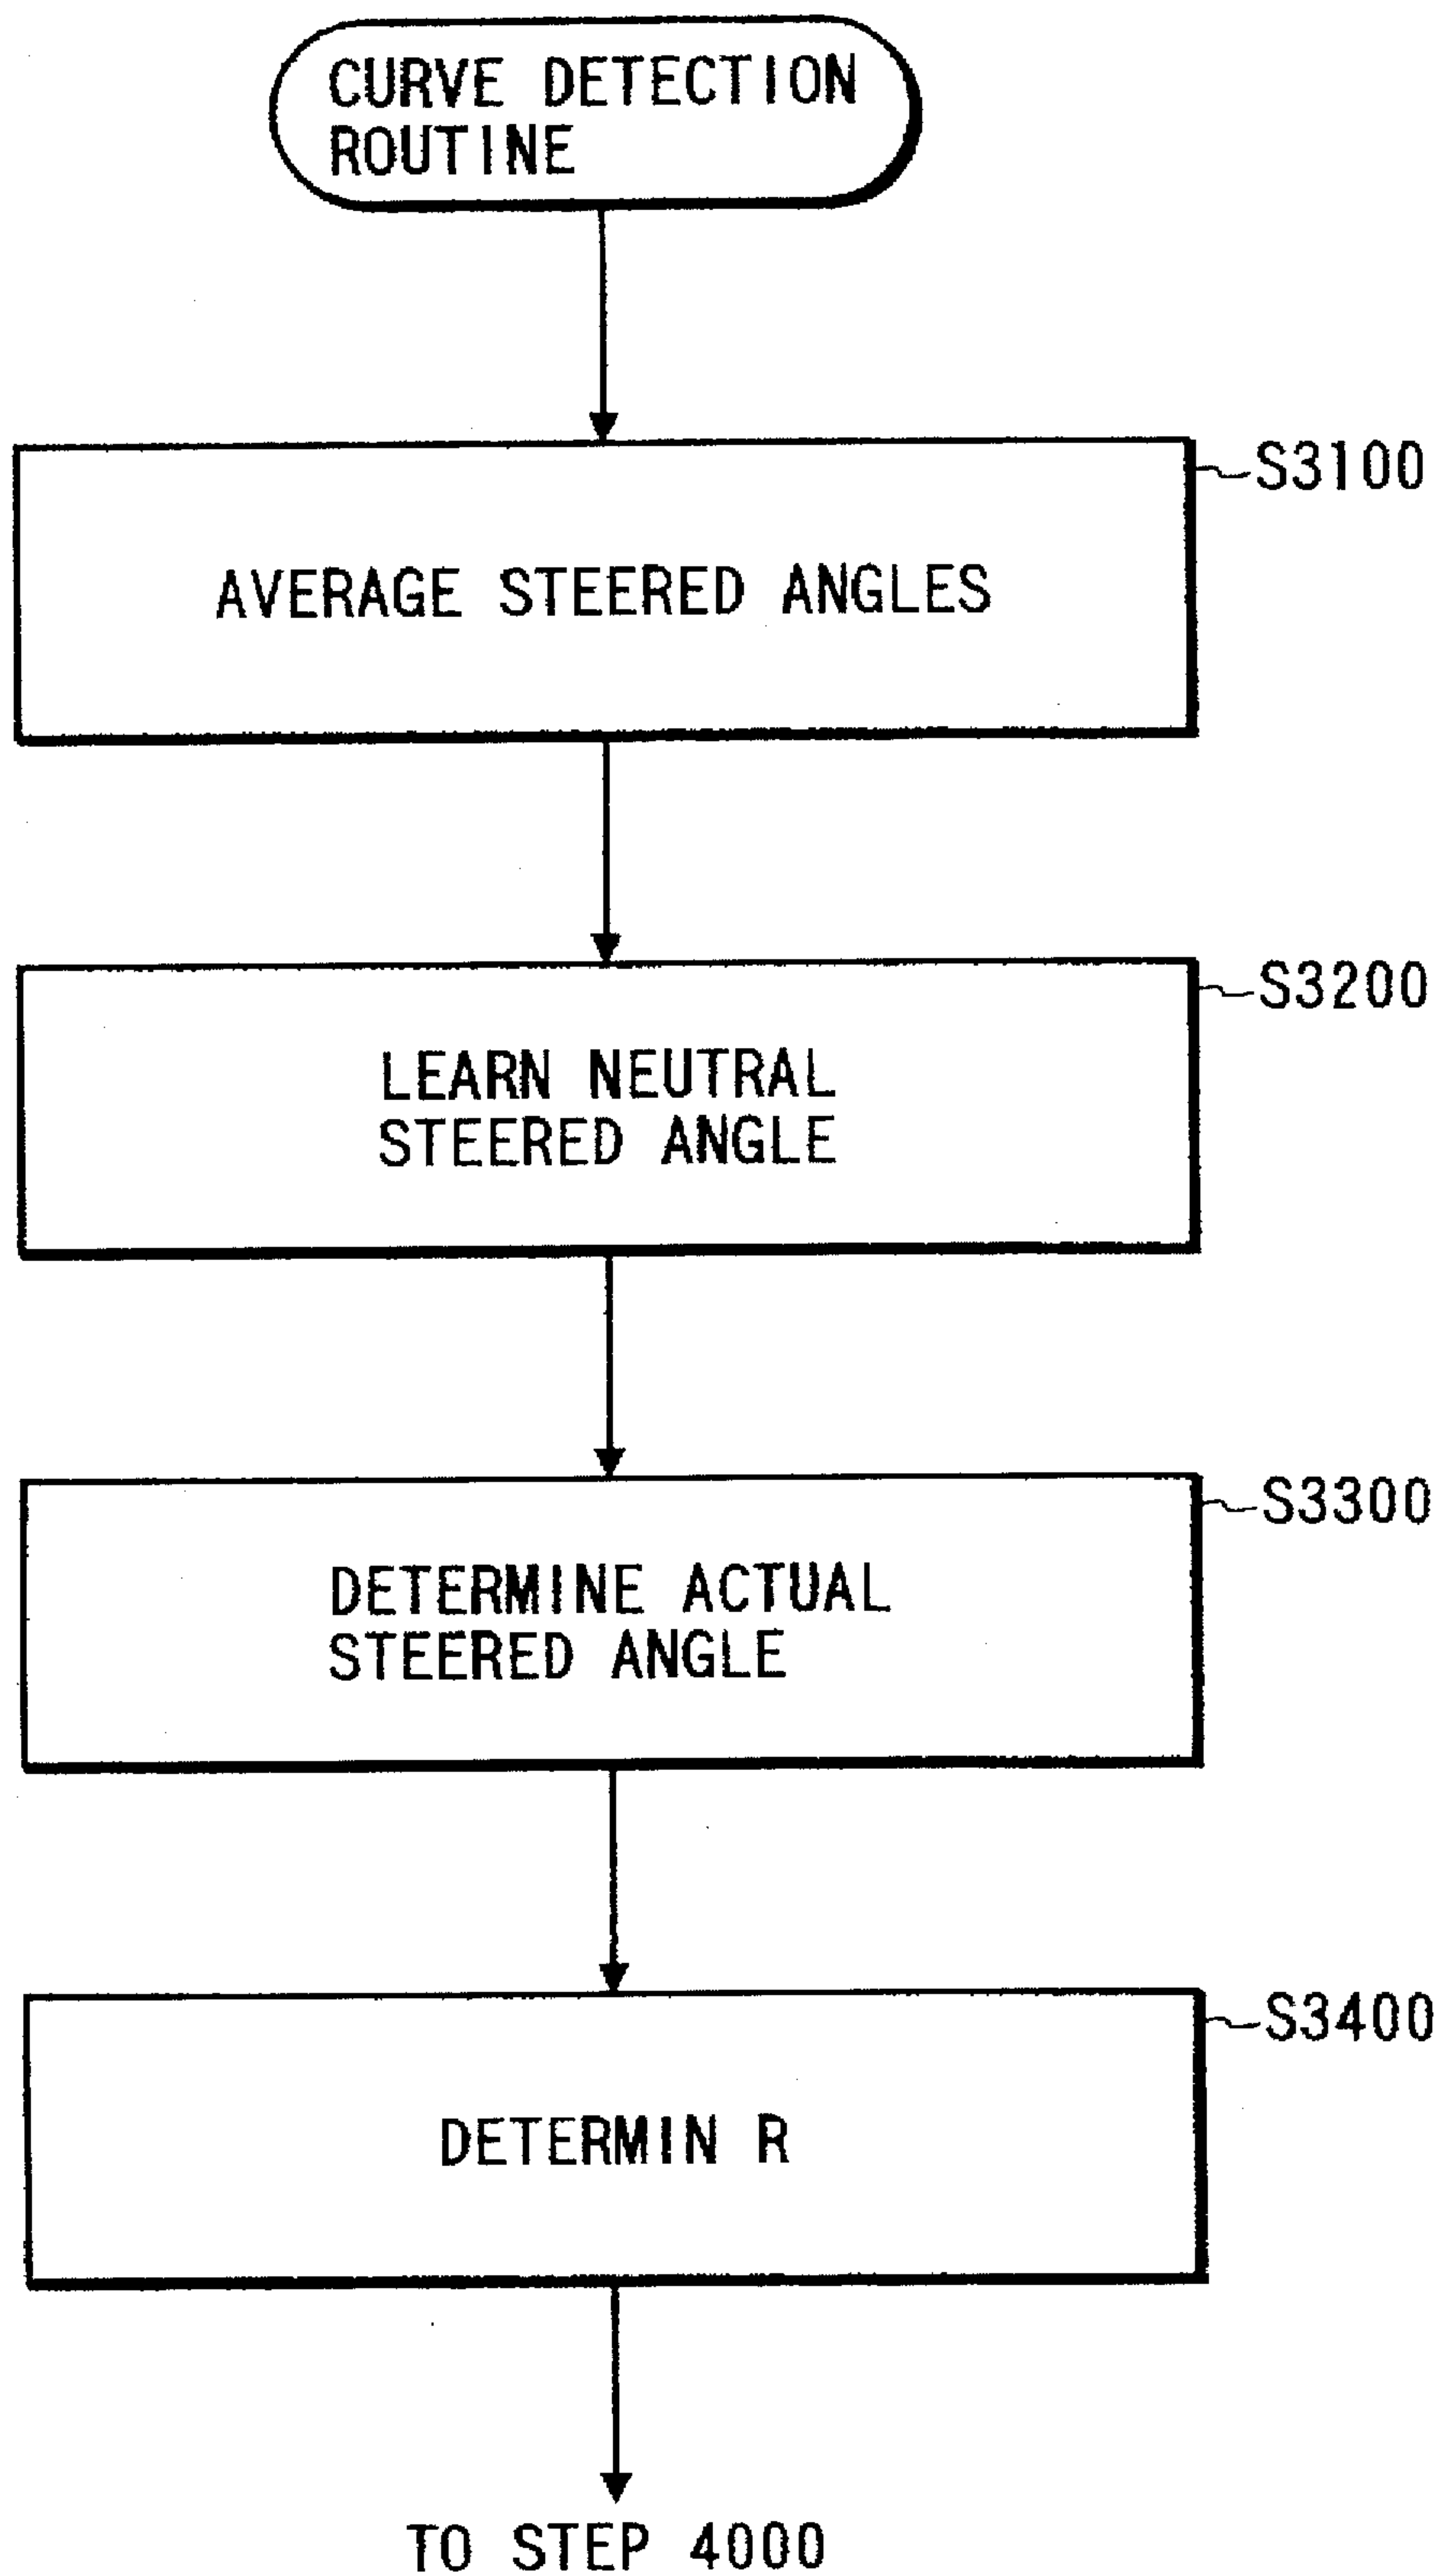 CURVE DETECTION
ROUTINE
S3100
AVERAGE STEERED ANGLES
S3200
LEARN NEUTRAL
STEERED ANGLE
S3300
DETERMINE ACTUAL
STEERED ANGLE
S3400
DETERMIN R
TO STEP 4000